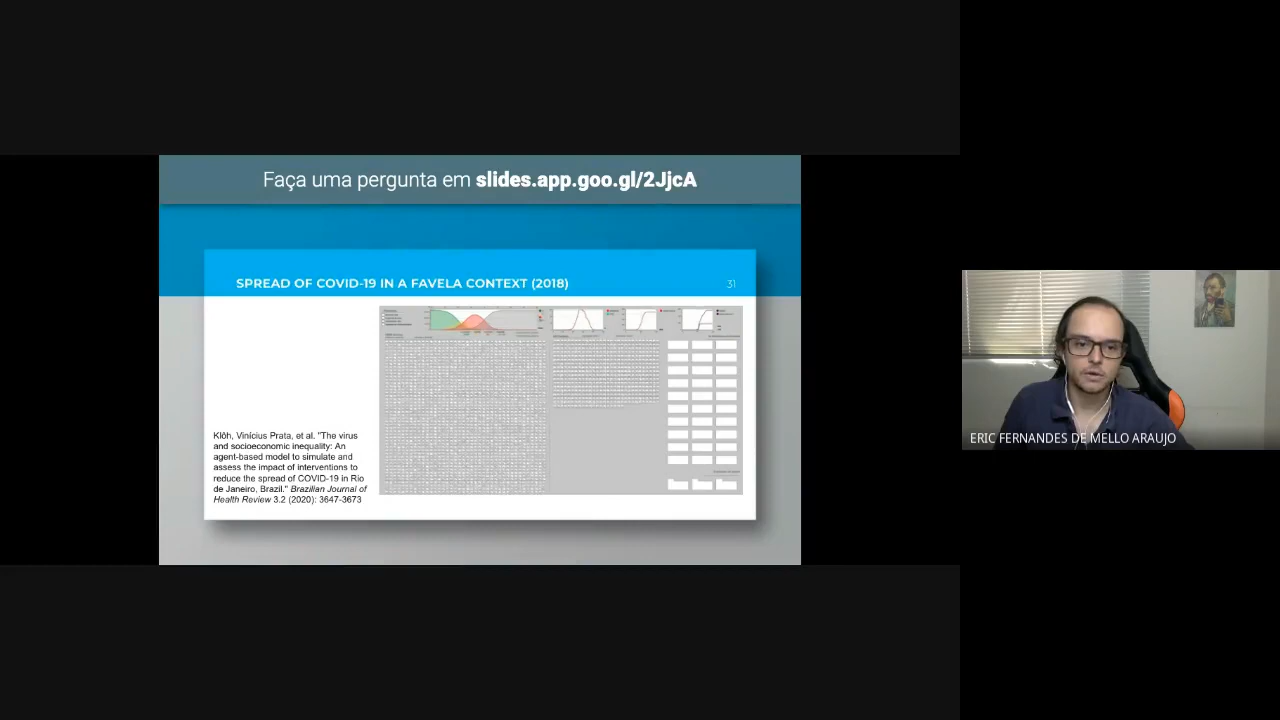 Faça uma pergunta em slides.app.goo.gl/2JjcA
SPREAD OF COVID-19 IN A FAVELA CONTEXT (2018)
31
Klôh, Vinícius Prata, et al. "The virus
and socioeconomic inequality: An
agent-based model to simulate and
assess the impact of interventions to
reduce the spread of COVID-19 in Rio
de Janeiro, Brazil." Brazilian Journal of
Health Review 3.2 (2020): 3647-3673
ERIC FERNANDES DE MELLO ARAUJO